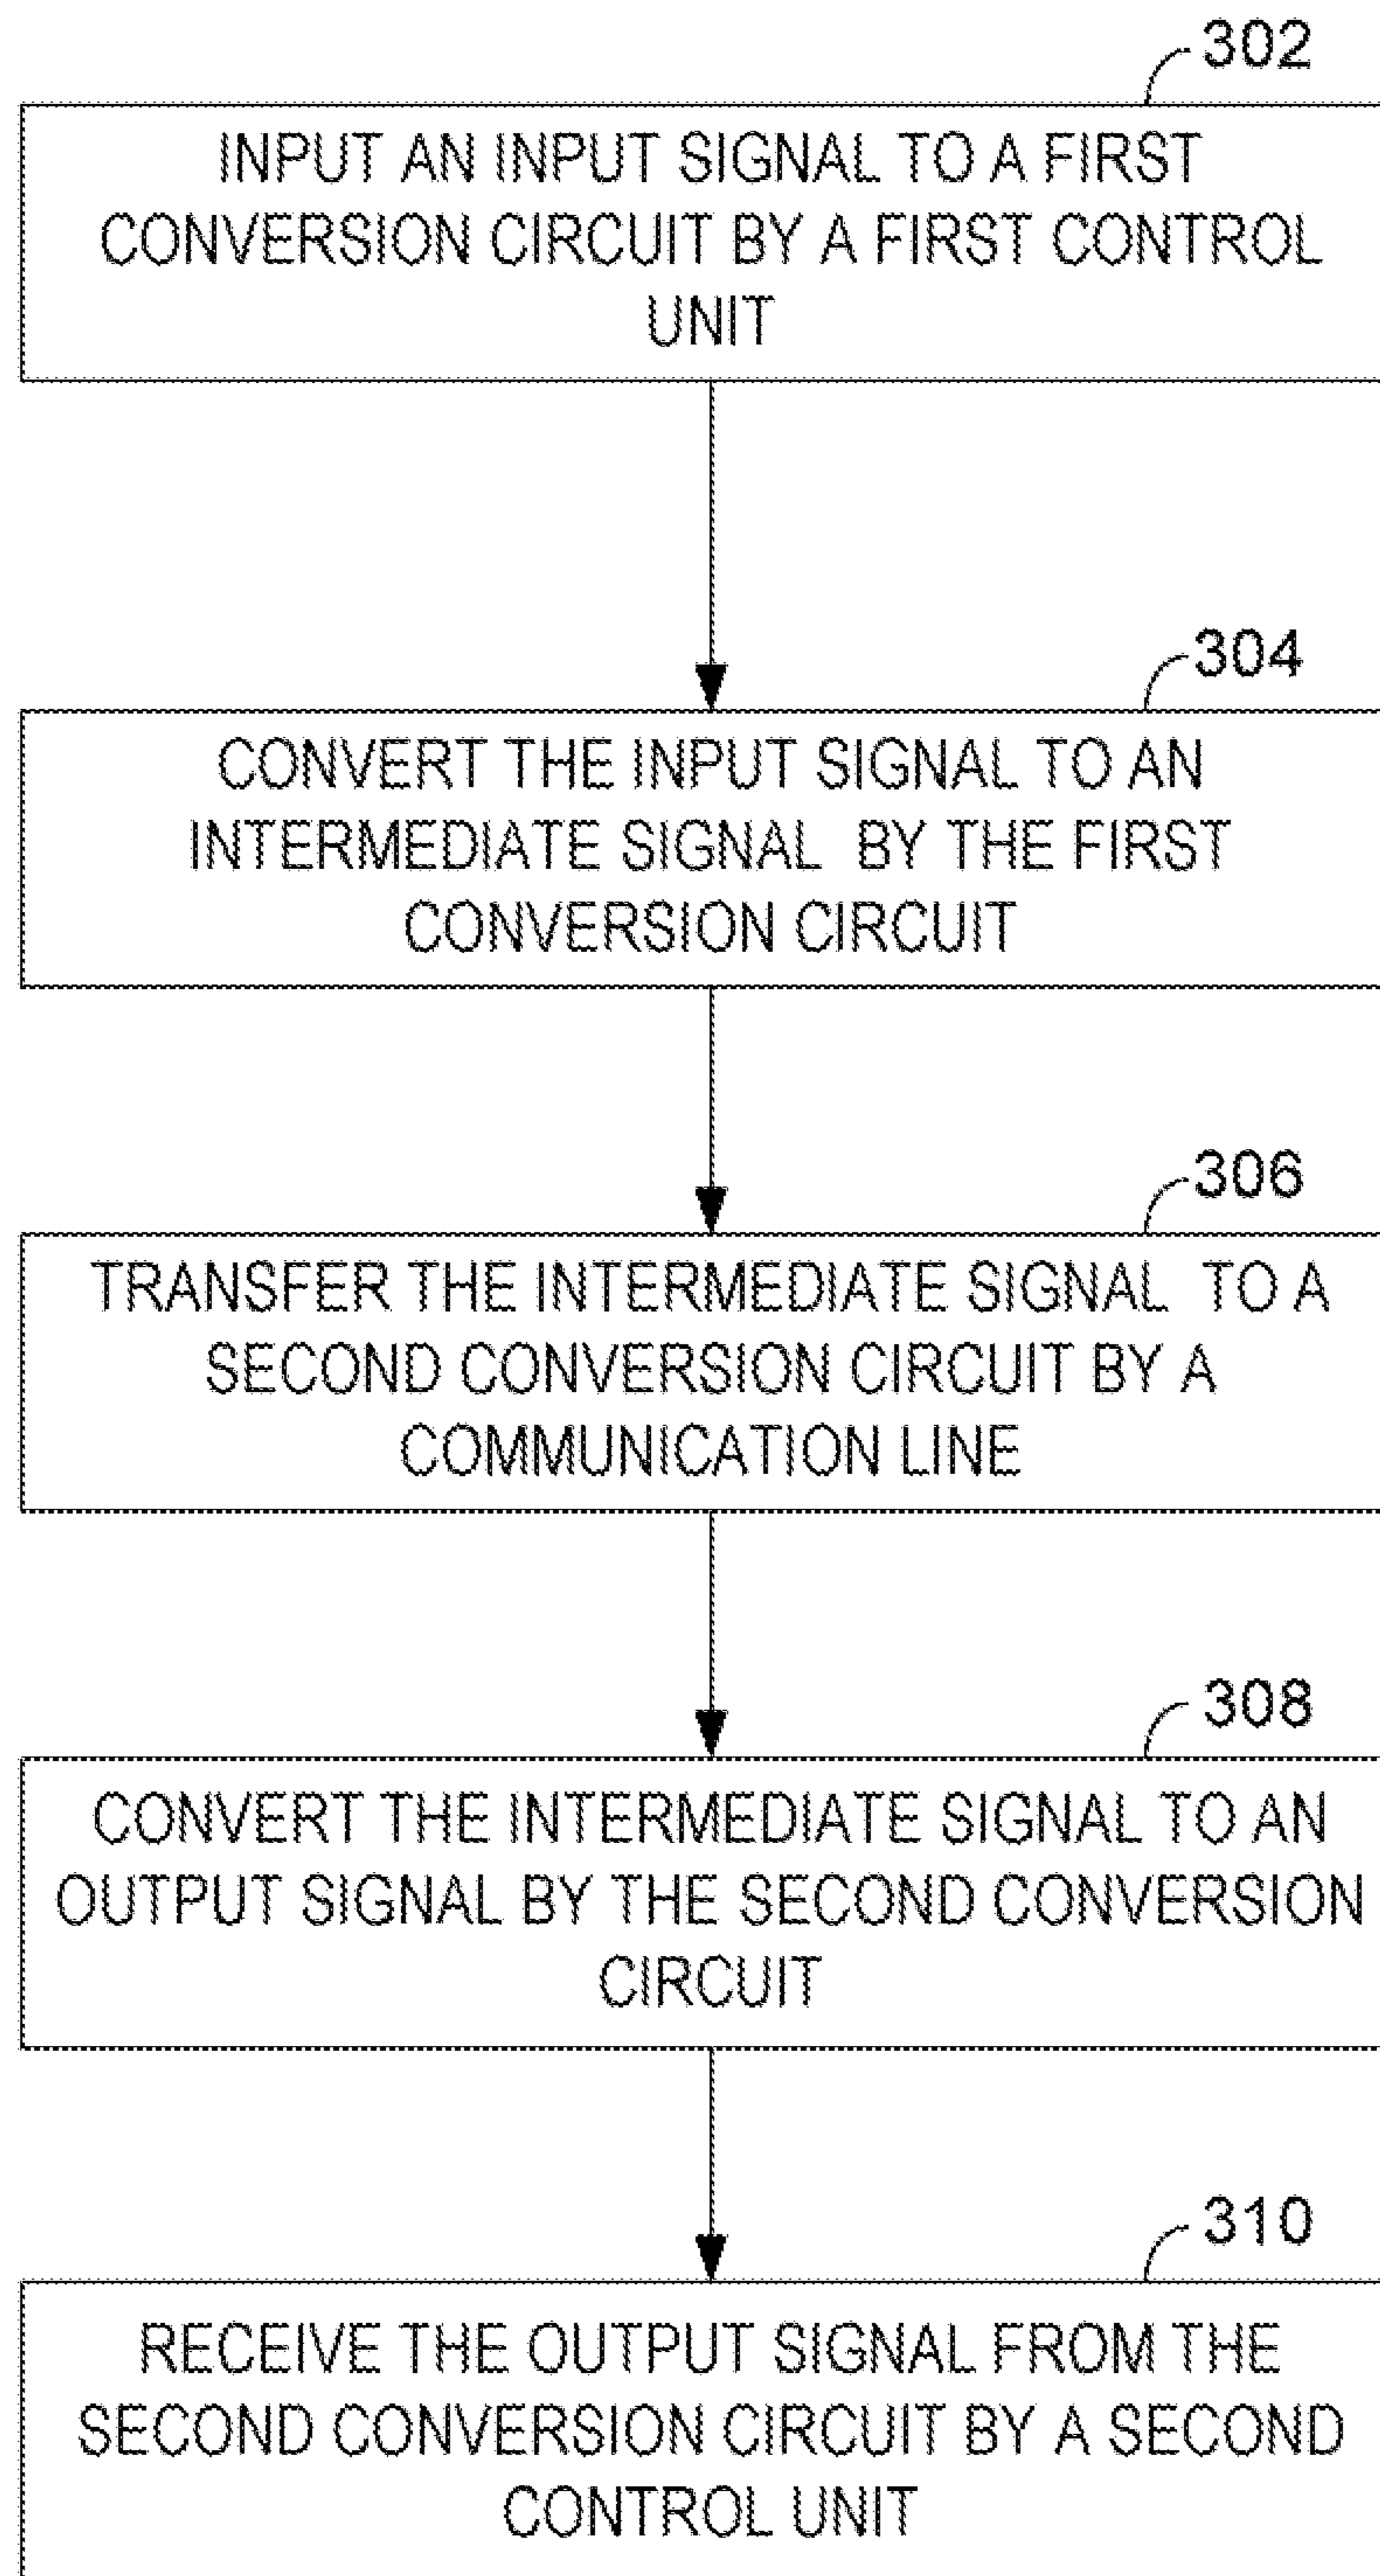 302
INPUT AN INPUT SIGNAL TO A FIRST
CONVERSION CIRCUIT BY A FIRST CONTROL
UNIT
304
CONVERT THE INPUT SIGNAL TO AN
INTERMEDIATE SIGNAL BY THE FIRST
CONVERSION CIRCUIT
306
TRANSFER THE INTERMEDIATE SIGNAL TO A
SECOND CONVERSION CIRCUIT BY A
COMMUNICATION LINE
308
CONVERT THE INTERMEDIATE SIGNAL TO AN
OUTPUT SIGNAL BY THE SECOND CONVERSION
CIRCUIT
310
RECEIVE THE OUTPUT SIGNAL FROM THE
SECOND CONVERSION CIRCUIT BY A SECOND
CONTROL UNIT